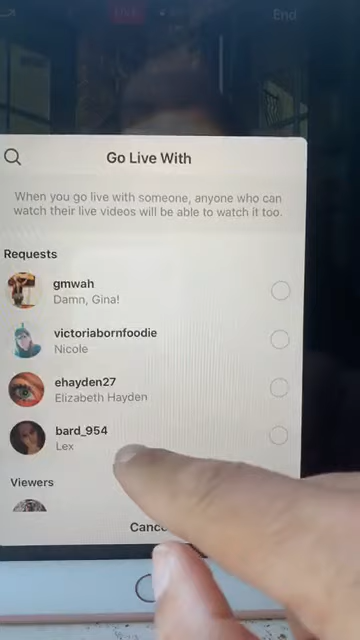 End
Go Live With
When you go live with someone, anyone who can
watch their live videos will be able to watch it too.
Requests
gmwah
Damn, Gina!
victoriabornfoodie
Nicole
ehayden27
Elizabeth Hayden
bard_954
Lex
Viewers